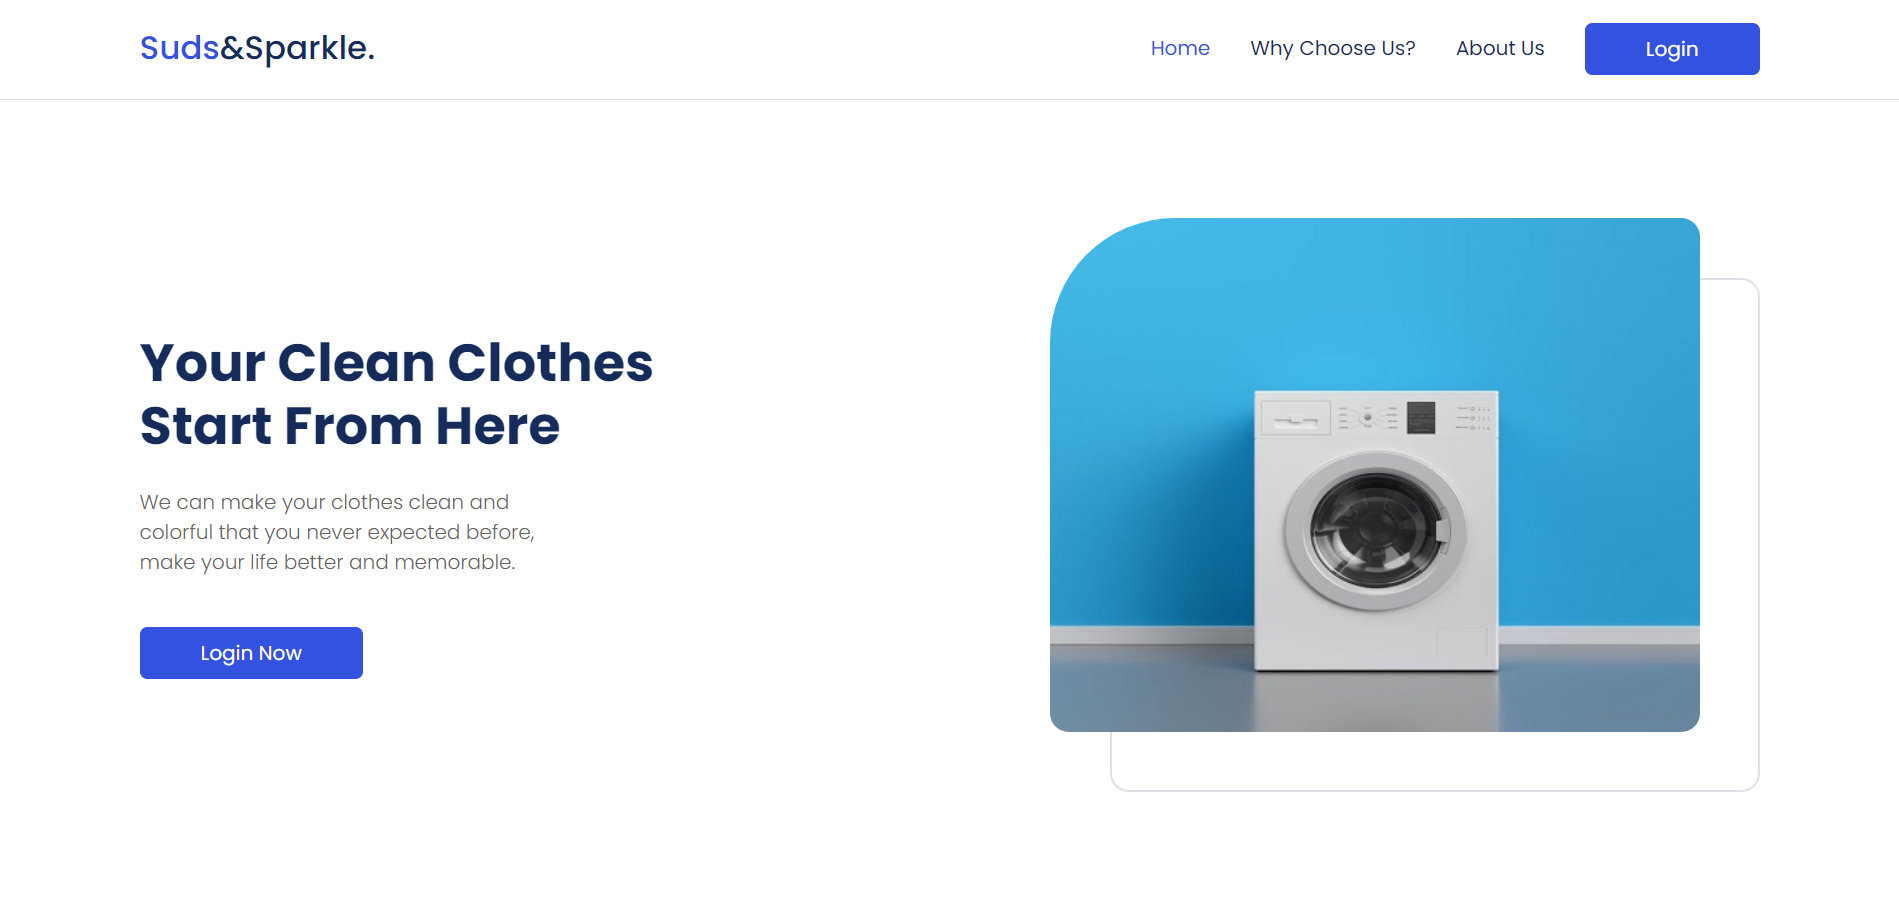 Suds&Sparkle.
Home
Why Choose Us?
About Us
Login
Your Clean Clothes
Start From Here
We can make your clothes clean and
colorful that you never expected before,
make your life better and memorable.
Login Now